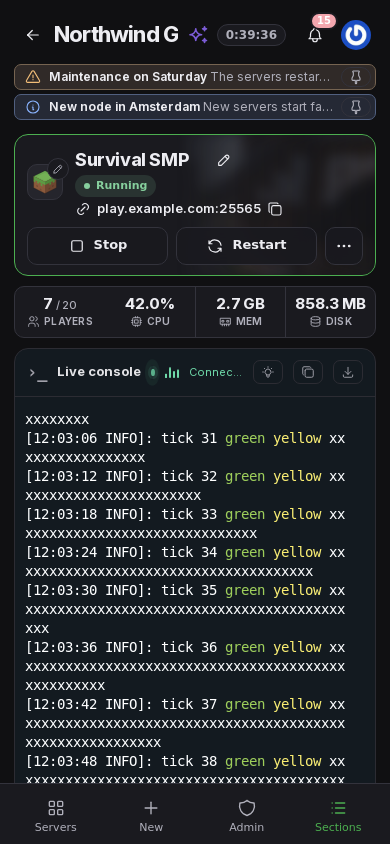 Northwind G
0:39:36
15
Maintenance on Saturday The servers restar...
New node in Amsterdam New servers start fa...
Survival SMP
Running
play.example.com:25565
Stop
Restart
7 / 20
PLAYERS
42.0%
CPU
2.7 GB
MEM
858.3 MB
DISK
Live console
Connec...
xxxxxxxx
[12:03:06 INFO]: tick 31 green yellow xx
xxxxxxxxxxxxxxx
[12:03:12 INFO]: tick 32 green yellow xx
xxxxxxxxxxxxxxxxxxxxxx
[12:03:18 INFO]: tick 33 green yellow xx
xxxxxxxxxxxxxxxxxxxxxxxxxxxxx
[12:03:24 INFO]: tick 34 green yellow xx
xxxxxxxxxxxxxxxxxxxxxxxxxxxxxxxxxxxx
[12:03:30 INFO]: tick 35 green yellow xx
xxxxxxxxxxxxxxxxxxxxxxxxxxxxxxxxxxxxxxxx
xxx
[12:03:36 INFO]: tick 36 green yellow xx
xxxxxxxxxxxxxxxxxxxxxxxxxxxxxxxxxxxxxxxx
xxxxxxxxxx
[12:03:42 INFO]: tick 37 green yellow xx
xxxxxxxxxxxxxxxxxxxxxxxxxxxxxxxxxxxxxxxx
xxxxxxxxxxxxxxxxx
[12:03:48 INFO]: tick 38 green yellow xx
xxxxxxxxxxxxxxxxxxxxxxxxxxxxxxxxxxxxxxxx
Servers
New
Admin
Sections